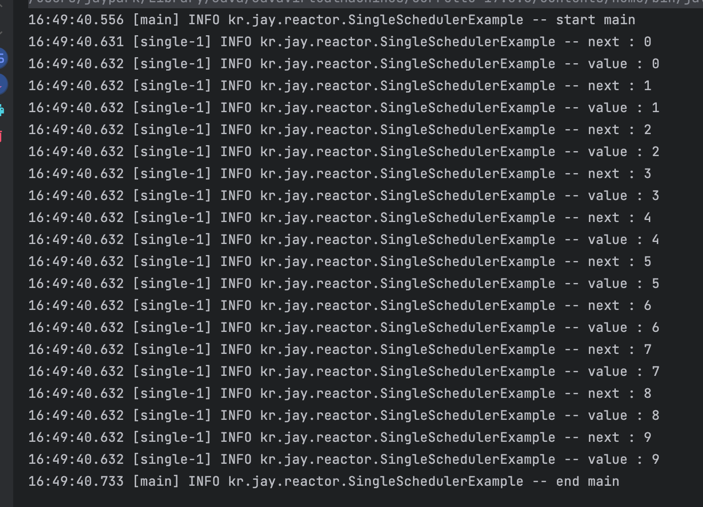 16:49:40.556 [main] INFO kr.jay.reactor.SingleSchedulerExample -- start main
16:49:40.631 [single-1] INFO kr.jay.reactor.SingleSchedulerExample -- next : 0
16:49:40.632 [single-1] INFO kr.jay.reactor.SingleSchedulerExample -- value : 0
16:49:40.632 [single-1] INFO kr.jay.reactor.SingleSchedulerExample -- next : 1
16:49:40.632 [single-1] INFO kr.jay.reactor.SingleSchedulerExample -- value : 1
16:49:40.632 [single-1] INFO kr.jay.reactor.SingleSchedulerExample -- next : 2
16:49:40.632 [single-1] INFO kr.jay.reactor.SingleSchedulerExample -- value : 2
16:49:40.632 [single-1] INFO kr.jay.reactor.SingleSchedulerExample -- next : 3
16:49:40.632 [single-1] INFO kr.jay.reactor.SingleSchedulerExample -- value : 3
16:49:40.632 [single-1] INFO kr.jay.reactor.SingleSchedulerExample -- next : 4
16:49:40.632 [single-1] INFO kr.jay.reactor.SingleSchedulerExample -- value : 4
16:49:40.632 [single-1] INFO kr.jay.reactor.SingleSchedulerExample -- next : 5
16:49:40.632 [single-1] INFO kr.jay.reactor.SingleSchedulerExample -- value : 5
16:49:40.632 [single-1] INFO kr.jay.reactor.SingleSchedulerExample -- next : 6
16:49:40.632 [single-1] INFO kr.jay.reactor.SingleSchedulerExample -- value : 6
16:49:40.632 [single-1] INFO kr.jay.reactor.SingleSchedulerExample -- next : 7
16:49:40.632 [single-1] INFO kr.jay.reactor.SingleSchedulerExample -- value : 7
16:49:40.632 [single-1] INFO kr.jay.reactor.SingleSchedulerExample -- next : 8
16:49:40.632 [single-1] INFO kr.jay.reactor.SingleSchedulerExample -- value : 8
16:49:40.632 [single-1] INFO kr.jay.reactor.SingleSchedulerExample -- next : 9
16:49:40.632 [single-1] INFO kr.jay.reactor.SingleSchedulerExample -- value : 9
16:49:40.733 [main] INFO kr.jay.reactor.SingleSchedulerExample -- end main